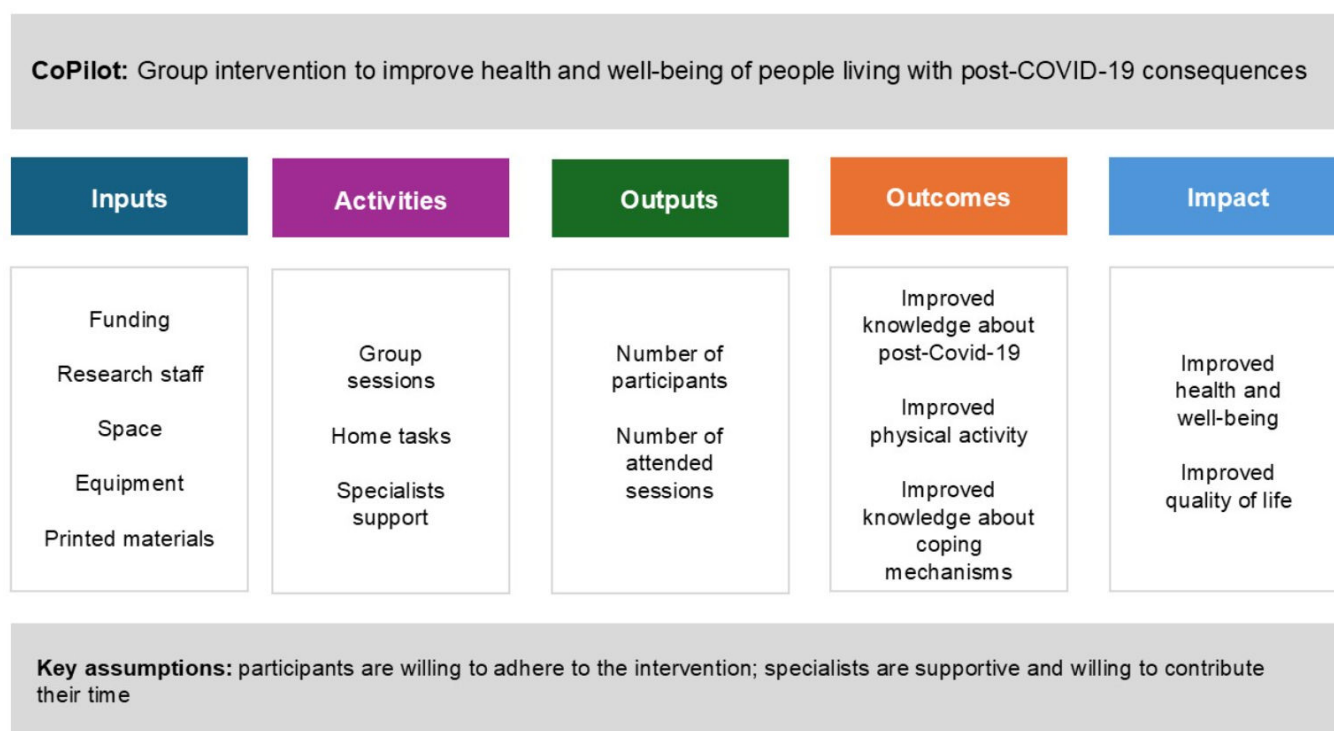 CoPilot: Group intervention to improve health and well-being of people living with post-COVID-19 consequences
Inputs
Activities
Outputs
Outcomes
Impact
Funding
Research staff
Space
Equipment
Printed materials
Group
sessions
Home tasks
Specialists
support
Number of
participants
Number of
attended
sessions
Improved
knowledge about
post-Covid-19
Improved
physical activity
Improved
knowledge about
coping
mechanisms
Improved
health and
well-being
Improved
quality of life
Key assumptions: participants are willing to adhere to the intervention; specialists are supportive and willing to contribute
their time